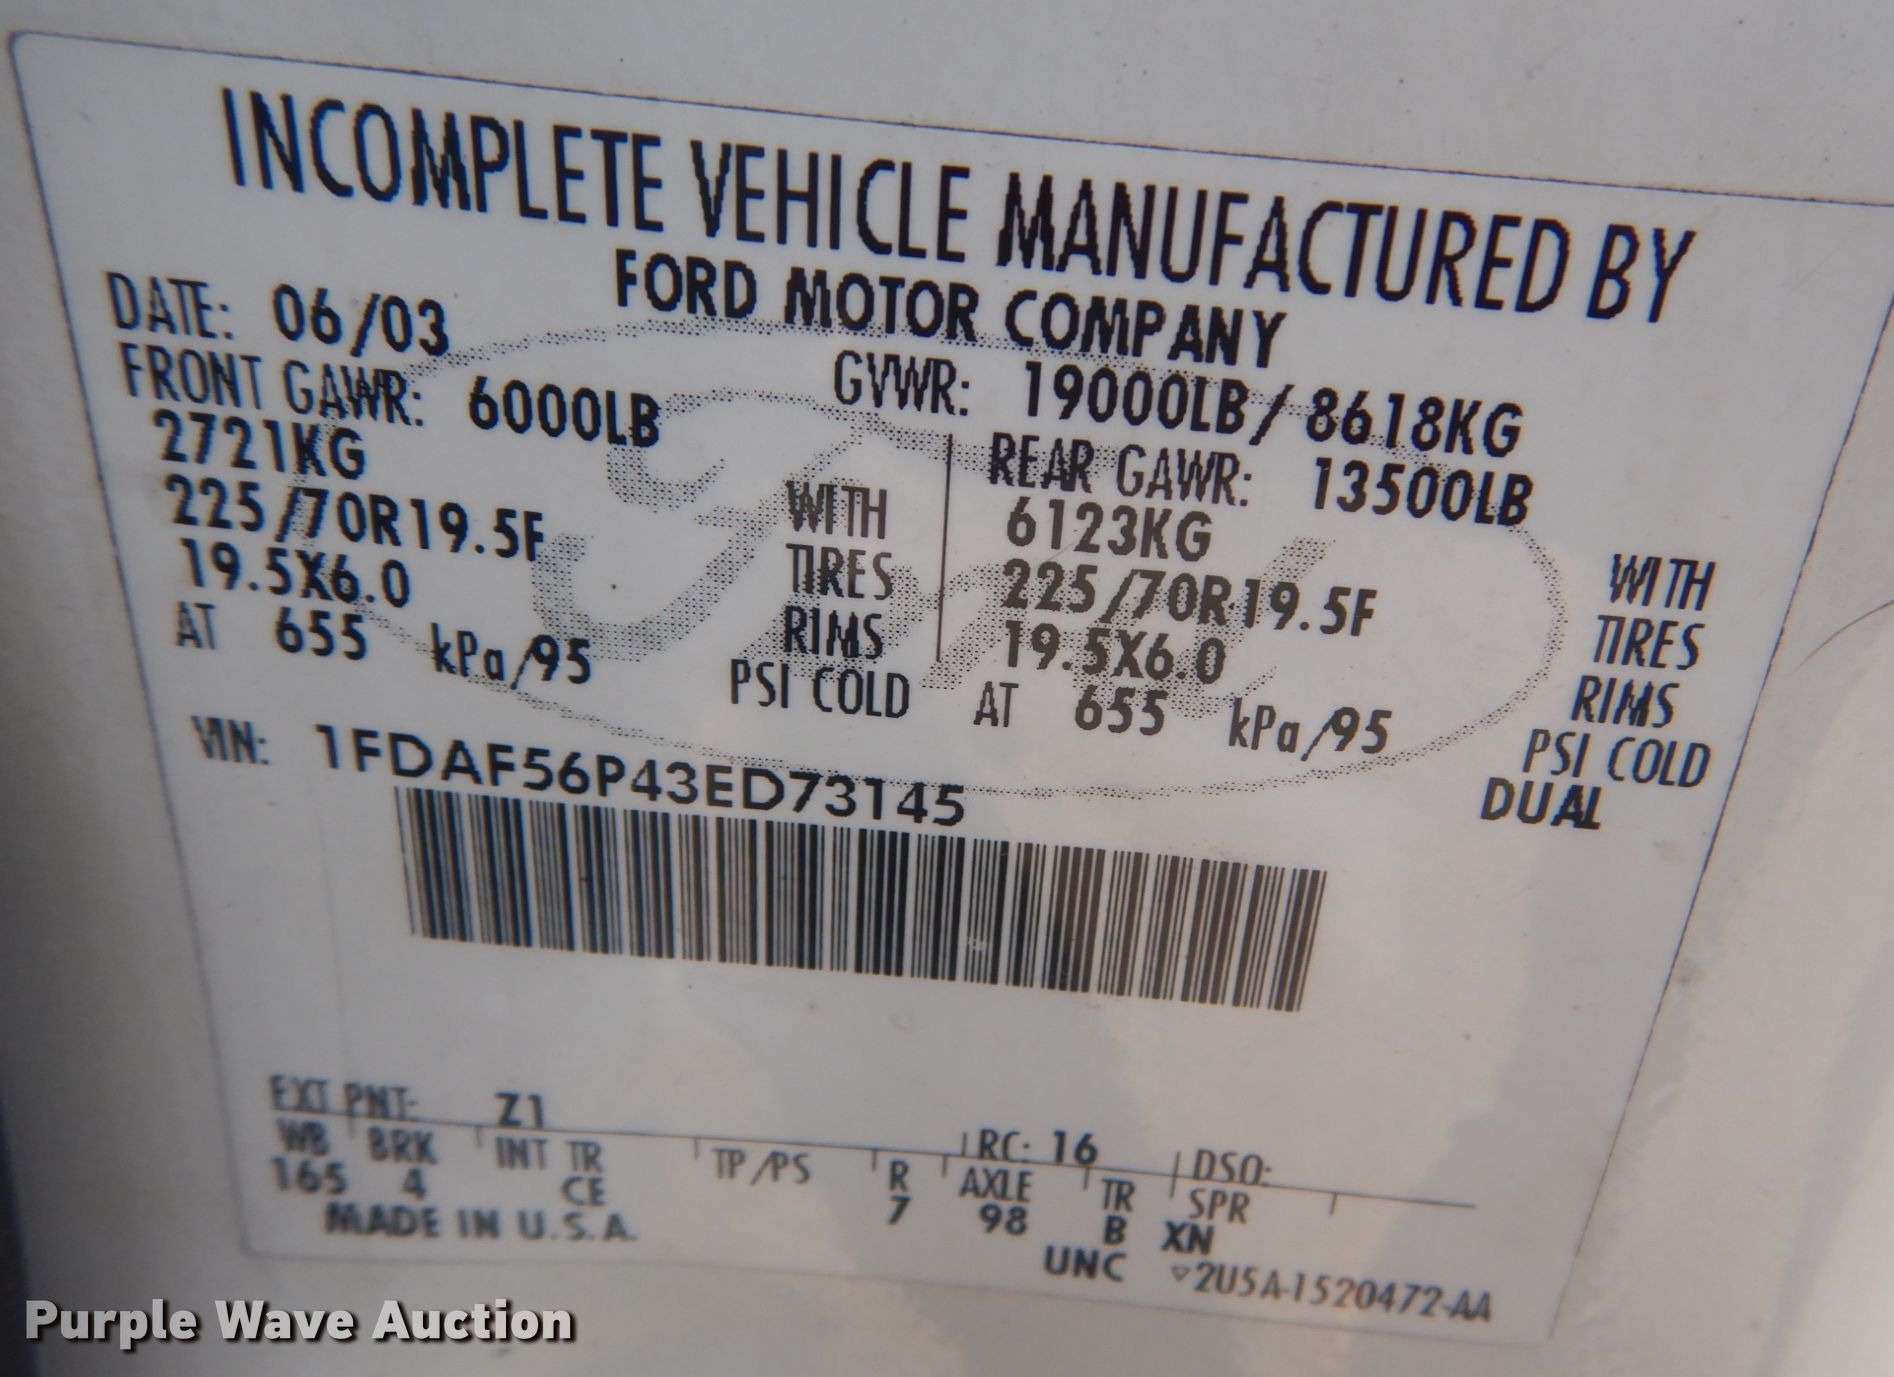 INCOMPLETE VEHICLE MANUFACTURED BY
FORD MOTOR COMPANY
DATE: 06/03
GVWR: 19000LB/ 8618KG
FRONT GAWR: 6000LB
2721KG WITH
225/70R19.5F TIRES
19.5X6.0 RIMS
AT 655 kPa/95 PSI COLD
REAR GAWR: 13500LB
6123KG WITH
225/70R19.5F TIRES
19.5X6.0 RIMS
AT 655 kPa/95 PSI COLD
DUAL
VIN: 1FDAF56P43ED73145
EXT PNT: Z1 RC: 16 DSO:
WB BRK INT TR TP/PS R AXLE TR SPR
165 4 CE 7 98 B XN
MADE IN U.S.A. UNC ▽2U5A-1520472-AA
Ford
Purple Wave Auction